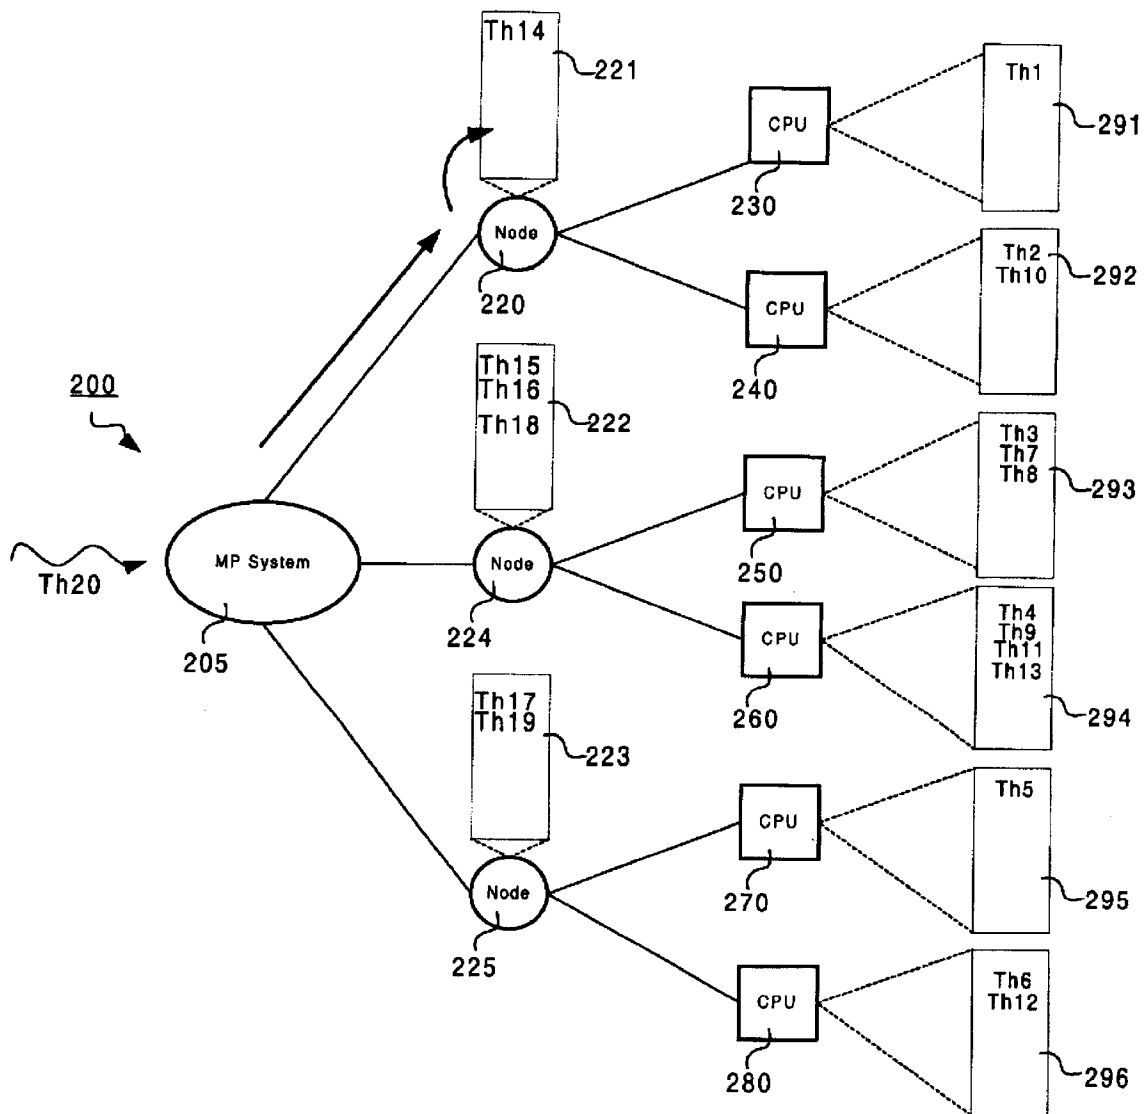 Th14
221
Th1
291
CPU
230
Node
220
Th2
Th10
292
CPU
240
200
Th15
Th16
Th18
222
Th3
Th7
Th8
293
CPU
250
MP System
205
Th20
Node
224
Th4
Th9
Th11
Th13
294
CPU
260
Th17
Th19
223
Th5
295
CPU
270
Node
225
Th6
Th12
296
CPU
280